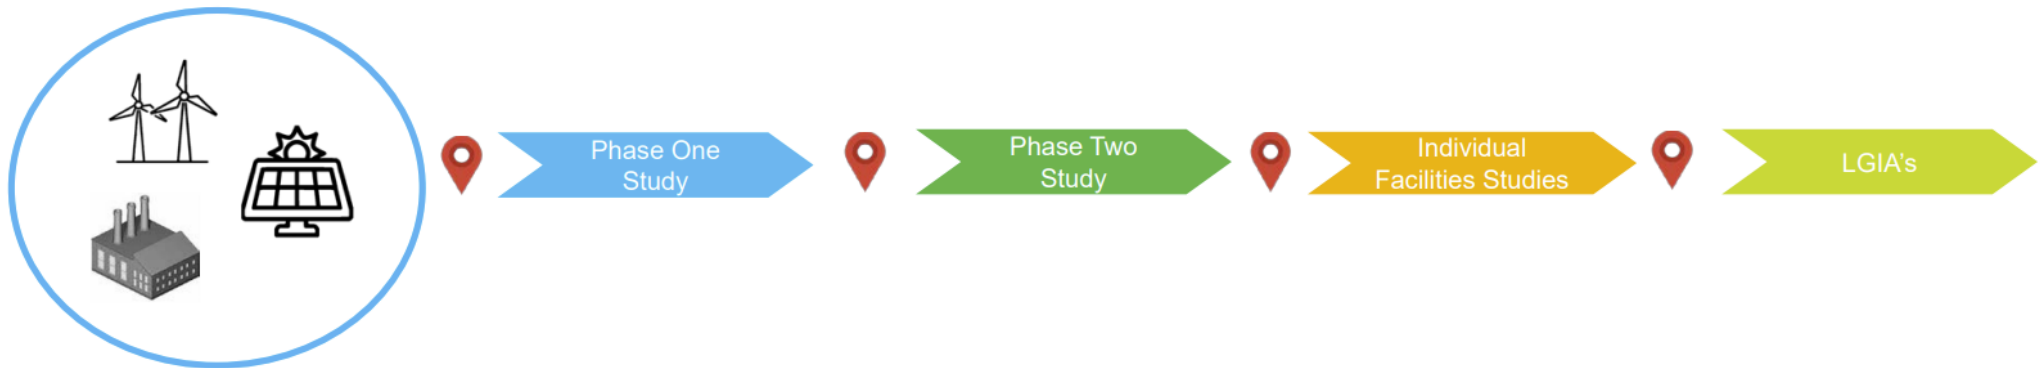 Phase One
Study
Phase Two
Study
Individual
Facilities Studies
LGIA's